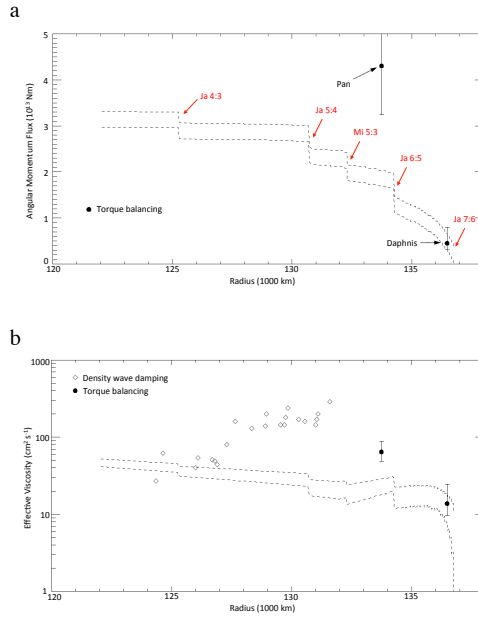 a
5
4
3
2
1
0
Angular Momentum Flux (10¹³ Nm)
Ja 4:3
Ja 5:4
Mi 5:3
Ja 6:5
Ja 7:6
Pan
Daphnis
Torque balancing
120
125
130
135
Radius (1000 km)
b
1000
100
10
1
Effective Viscosity (cm² s⁻¹)
Density wave damping
Torque balancing
120
125
130
135
Radius (1000 km)